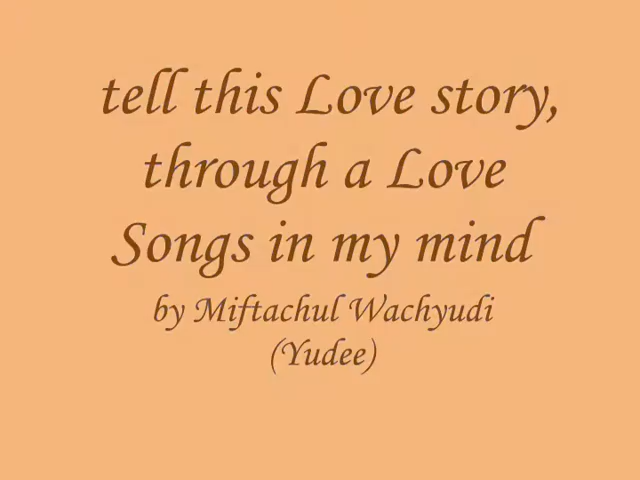 tell this Love story,
through a Love
Songs in my mind
by Miftachul Wachyudi
(Yudee)